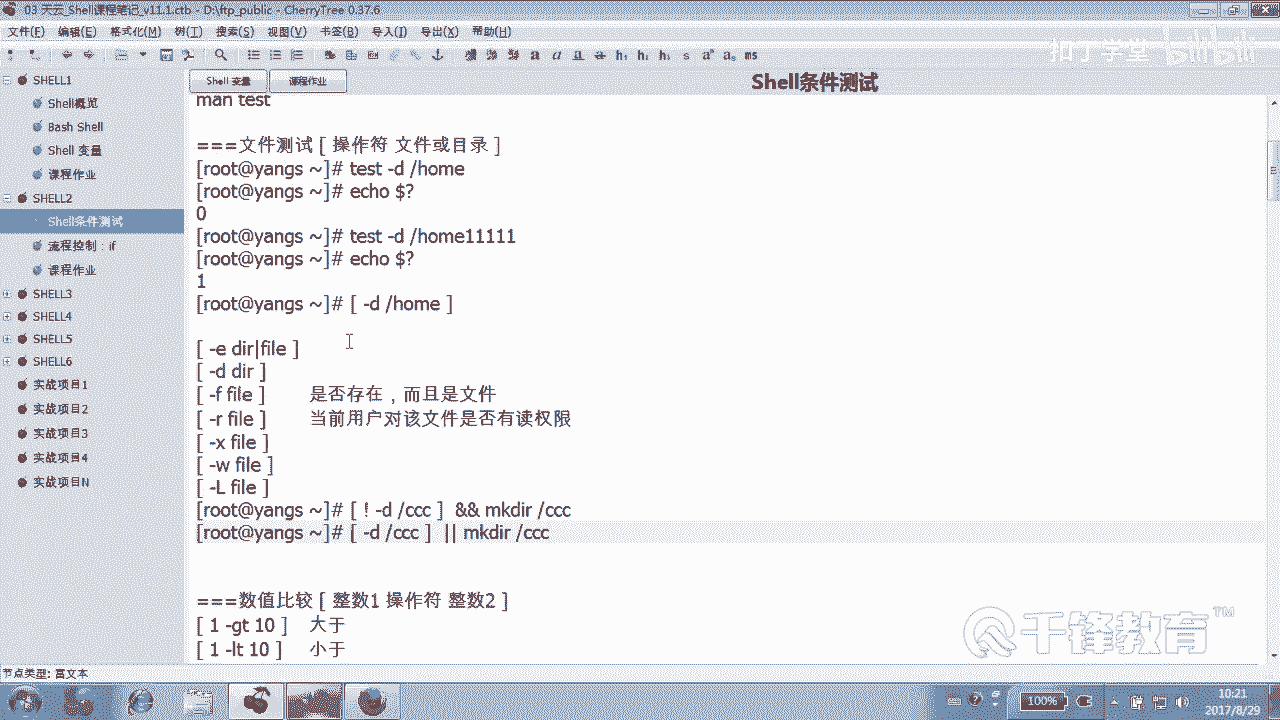 03 天云_Shell课程笔记_v11.1.ctb - D:\ftp_public - CherryTree 0.37.6
文件(F) 编辑(E) 格式化(M) 树(T) 搜索(S) 视图(V) 书签(B) 导入(I) 导出(X) 帮助(H)
扣丁学堂 bilibili
SHELL1
Shell概览
Bash Shell
Shell 变量
课程作业
SHELL2
Shell条件测试
流程控制：if
课程作业
SHELL3
SHELL4
SHELL5
SHELL6
实战项目1
实战项目2
实战项目3
实战项目4
实战项目N
Shell 变量 课程作业
Shell条件测试
man test
===文件测试 [ 操作符 文件或目录 ]
[root@yangs ~]# test -d /home
[root@yangs ~]# echo $?
0
[root@yangs ~]# test -d /home11111
[root@yangs ~]# echo $?
1
[root@yangs ~]# [ -d /home ]
[ -e dir|file ]
[ -d dir ]
[ -f file ] 是否存在，而且是文件
[ -r file ] 当前用户对该文件是否有读权限
[ -x file ]
[ -w file ]
[ -L file ]
[root@yangs ~]# [ ! -d /ccc ] && mkdir /ccc
[root@yangs ~]# [ -d /ccc ] || mkdir /ccc
===数值比较 [ 整数1 操作符 整数2 ]
[ 1 -gt 10 ] 大于
[ 1 -lt 10 ] 小于
千锋教育™
节点类型: 富文本
100%
10:21
2017/8/29